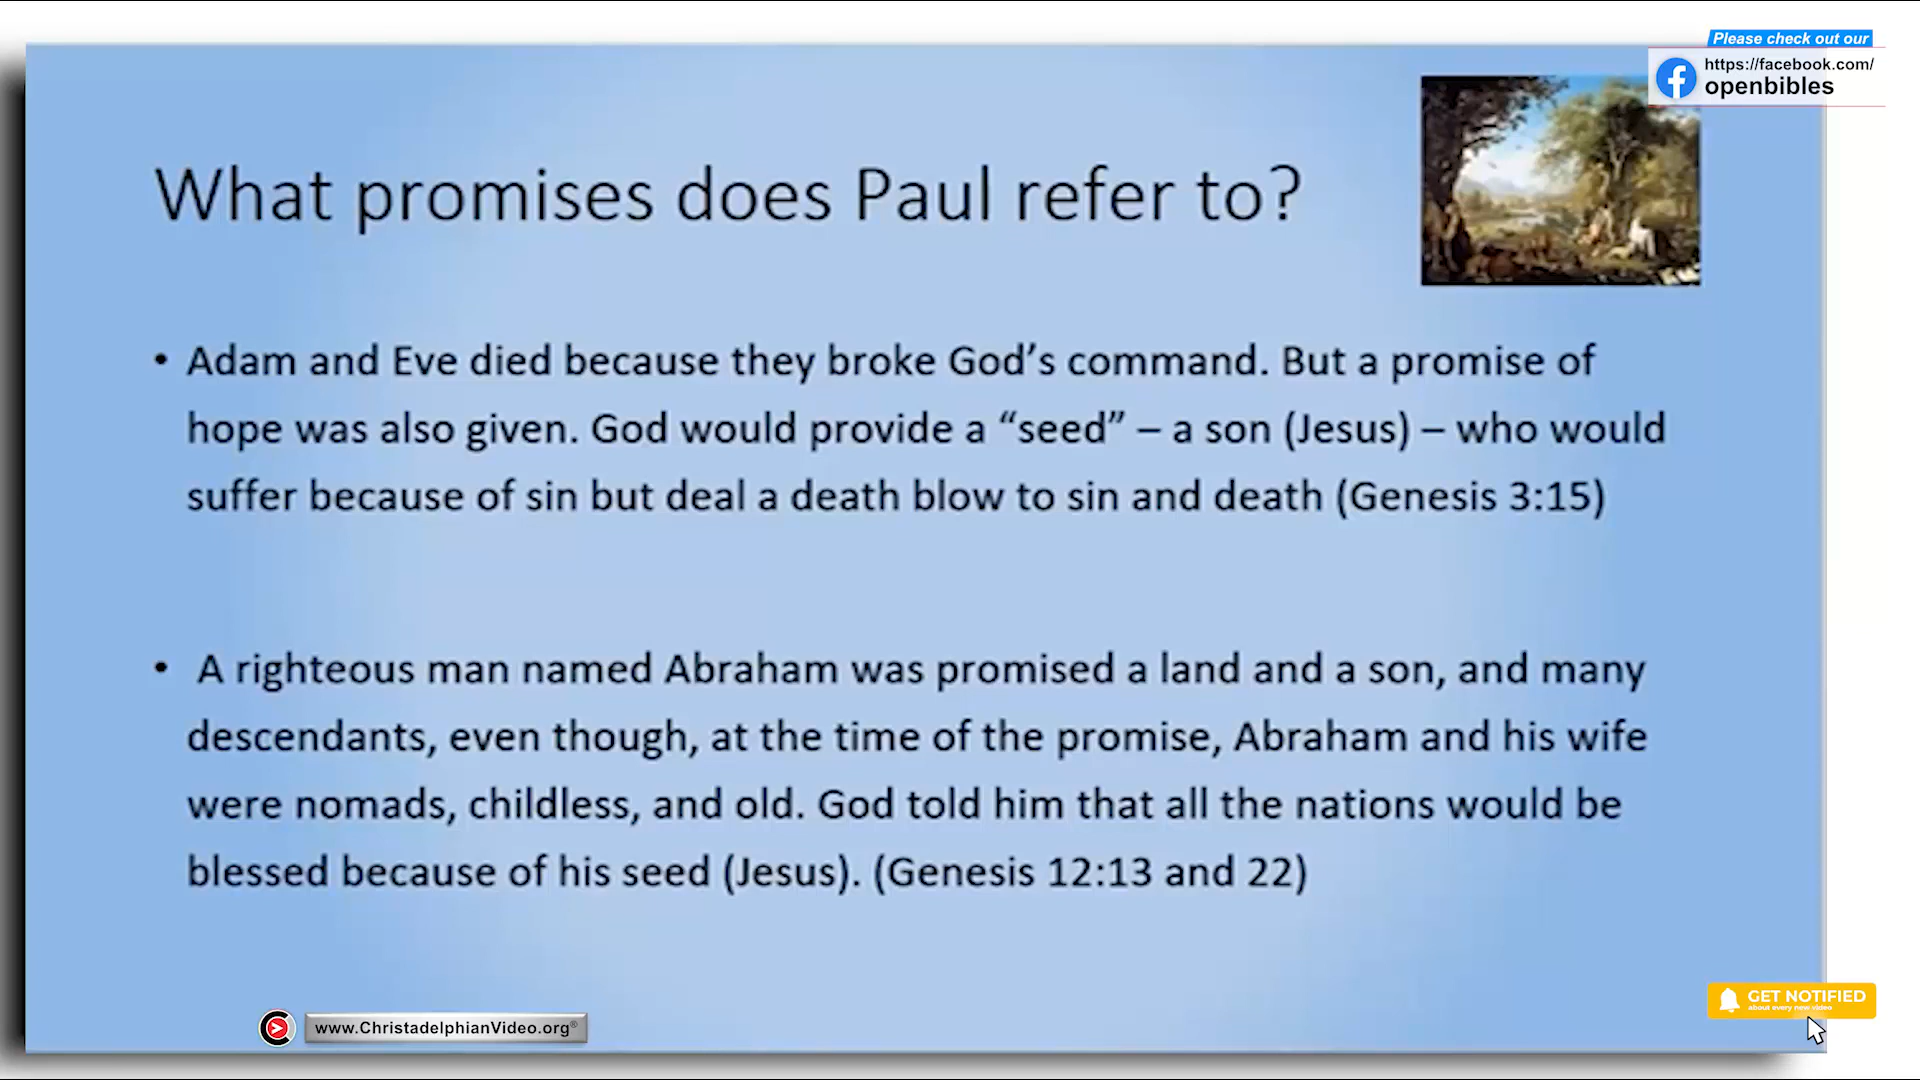 Please check out our
https://facebook.com/
openbibles
What promises does Paul refer to?
• Adam and Eve died because they broke God’s command. But a promise of
hope was also given. God would provide a “seed” – a son (Jesus) – who would
suffer because of sin but deal a death blow to sin and death (Genesis 3:15)
• A righteous man named Abraham was promised a land and a son, and many
descendants, even though, at the time of the promise, Abraham and his wife
were nomads, childless, and old. God told him that all the nations would be
blessed because of his seed (Jesus). (Genesis 12:13 and 22)
GET NOTIFIED
about every new video
www.ChristadelphianVideo.org®